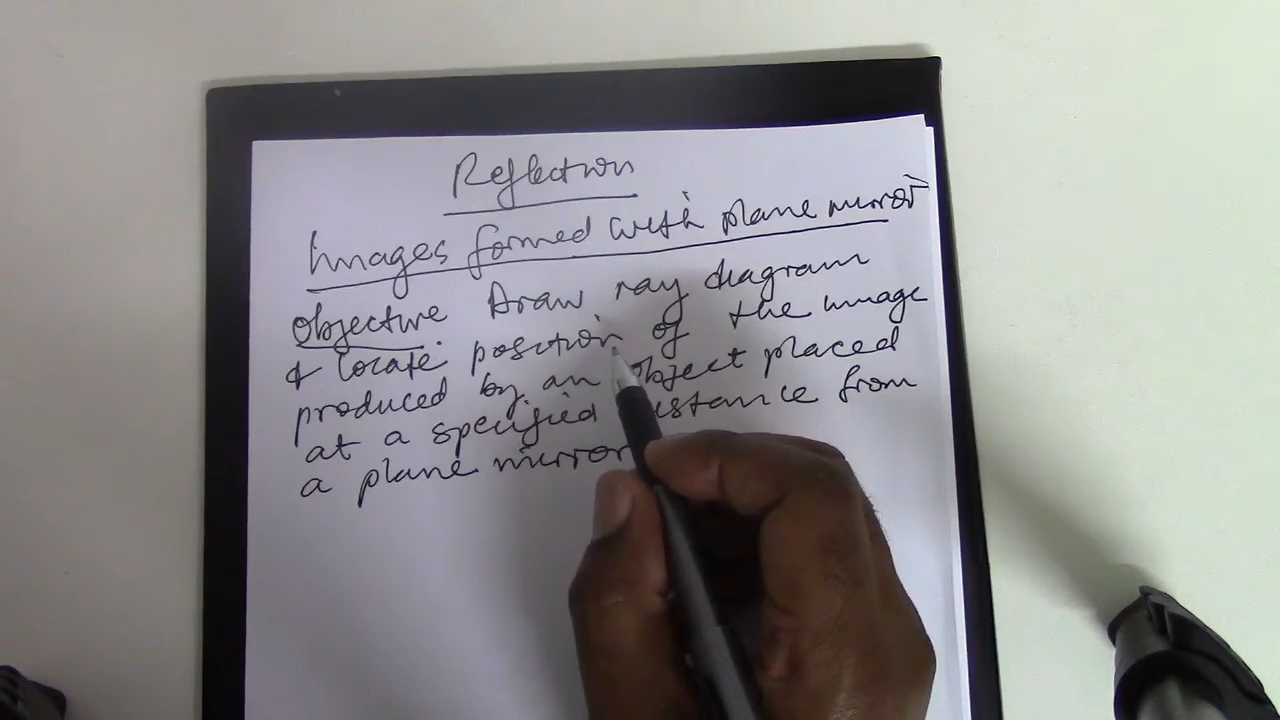 Reflection
Images formed with plane mirror
Objective Draw ray diagram
& locate position of the image
produced by an object placed
at a specified distance from
a plane mirror